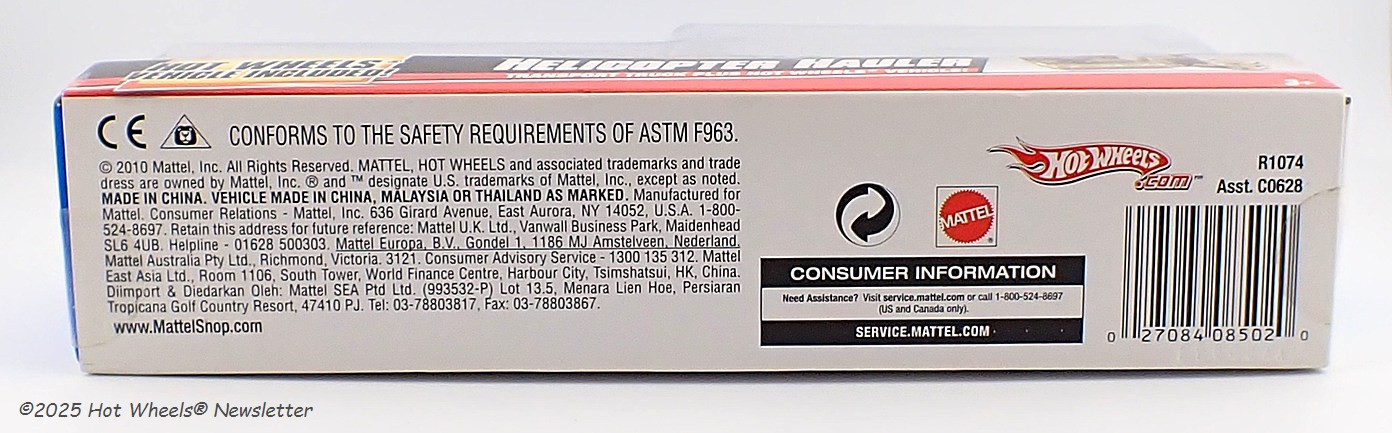 HOT WHEELS®
VEHICLE INCLUDED!
HELICOPTER HAULER
TRANSPORT TRUCK PLUS HOT WHEELS® VEHICLE!
3+
CE CONFORMS TO THE SAFETY REQUIREMENTS OF ASTM F963.
© 2010 Mattel, Inc. All Rights Reserved. MATTEL, HOT WHEELS and associated trademarks and trade
dress are owned by Mattel, Inc. ® and ™ designate U.S. trademarks of Mattel, Inc., except as noted.
MADE IN CHINA. VEHICLE MADE IN CHINA, MALAYSIA OR THAILAND AS MARKED. Manufactured for
Mattel. Consumer Relations - Mattel, Inc. 636 Girard Avenue, East Aurora, NY 14052, U.S.A. 1-800-
524-8697. Retain this address for future reference: Mattel U.K. Ltd., Vanwall Business Park, Maidenhead
SL6 4UB. Helpline - 01628 500303. Mattel Europa, B.V., Gondel 1, 1186 MJ Amstelveen, Nederland.
Mattel Australia Pty Ltd., Richmond, Victoria. 3121. Consumer Advisory Service - 1300 135 312. Mattel
East Asia Ltd., Room 1106, South Tower, World Finance Centre, Harbour City, Tsimshatsui, HK, China.
Diimport & Diedarkan Oleh: Mattel SEA Ptd Ltd. (993532-P) Lot 13.5, Menara Lien Hoe, Persiaran
Tropicana Golf Country Resort, 47410 PJ. Tel: 03-78803817, Fax: 03-78803867.
www.MattelShop.com
MATTEL®
CONSUMER INFORMATION
Need Assistance? Visit service.mattel.com or call 1-800-524-8697
(US and Canada only).
SERVICE.MATTEL.COM
HOT WHEELS
.COM™
R1074
Asst. C0628
0 27084 08502 0
©2025 Hot Wheels® Newsletter